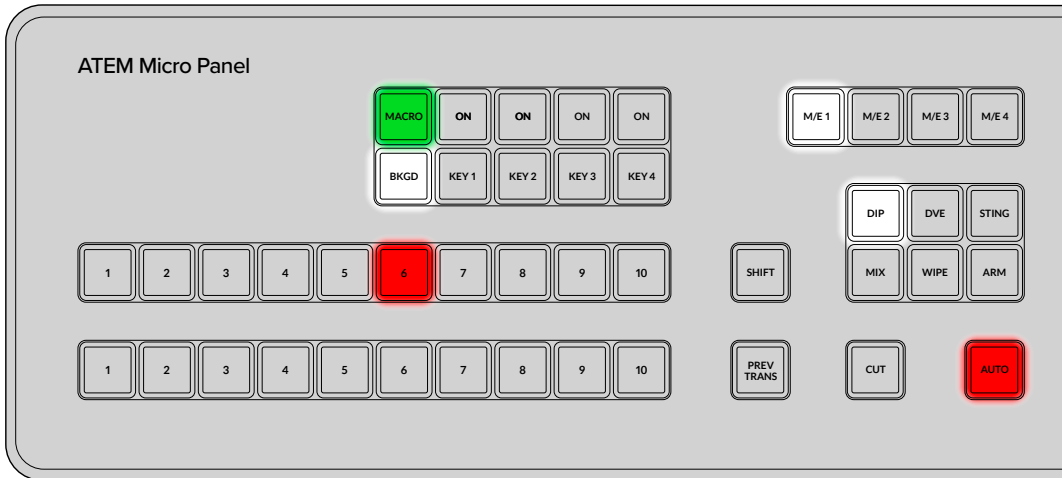 ATEM Micro Panel
MACRO ON ON ON ON
M/E 1 M/E 2 M/E 3 M/E 4
BKGD KEY 1 KEY 2 KEY 3 KEY 4
DIP DVE STING
1 2 3 4 5 6 7 8 9 10
SHIFT
MIX WIPE ARM
1 2 3 4 5 6 7 8 9 10
PREV
TRANS
CUT
AUTO